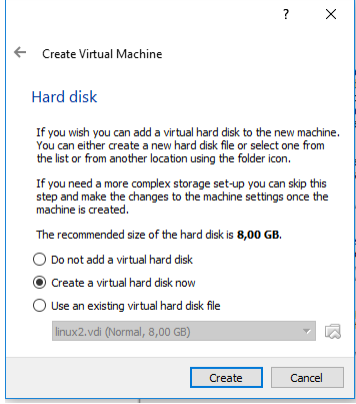 ?
Create Virtual Machine
Hard disk
If you wish you can add a virtual hard disk to the new machine.
You can either create a new hard disk file or select one from
the list or from another location using the folder icon.
If you need a more complex storage set-up you can skip this
step and make the changes to the machine settings once the
machine is created.
The recommended size of the hard disk is 8,00 GB.
Do not add a virtual hard disk
Create a virtual hard disk now
Use an existing virtual hard disk file
linux2.vdi (Normal, 8,00 GB)
Create
Cancel